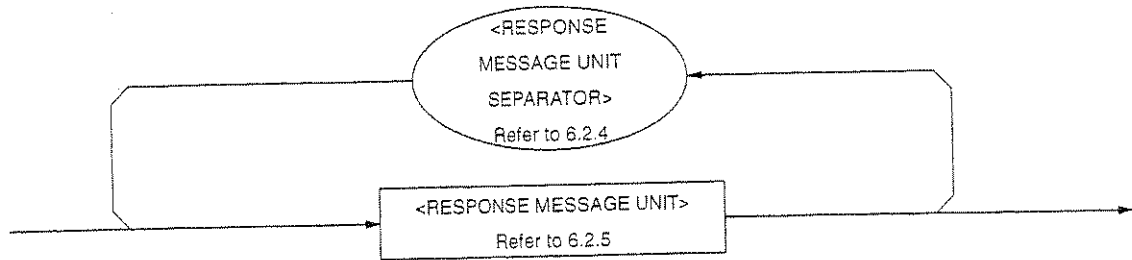 <RESPONSE
MESSAGE UNIT
SEPARATOR>
Refer to 6.2.4
<RESPONSE MESSAGE UNIT>
Refer to 6.2.5